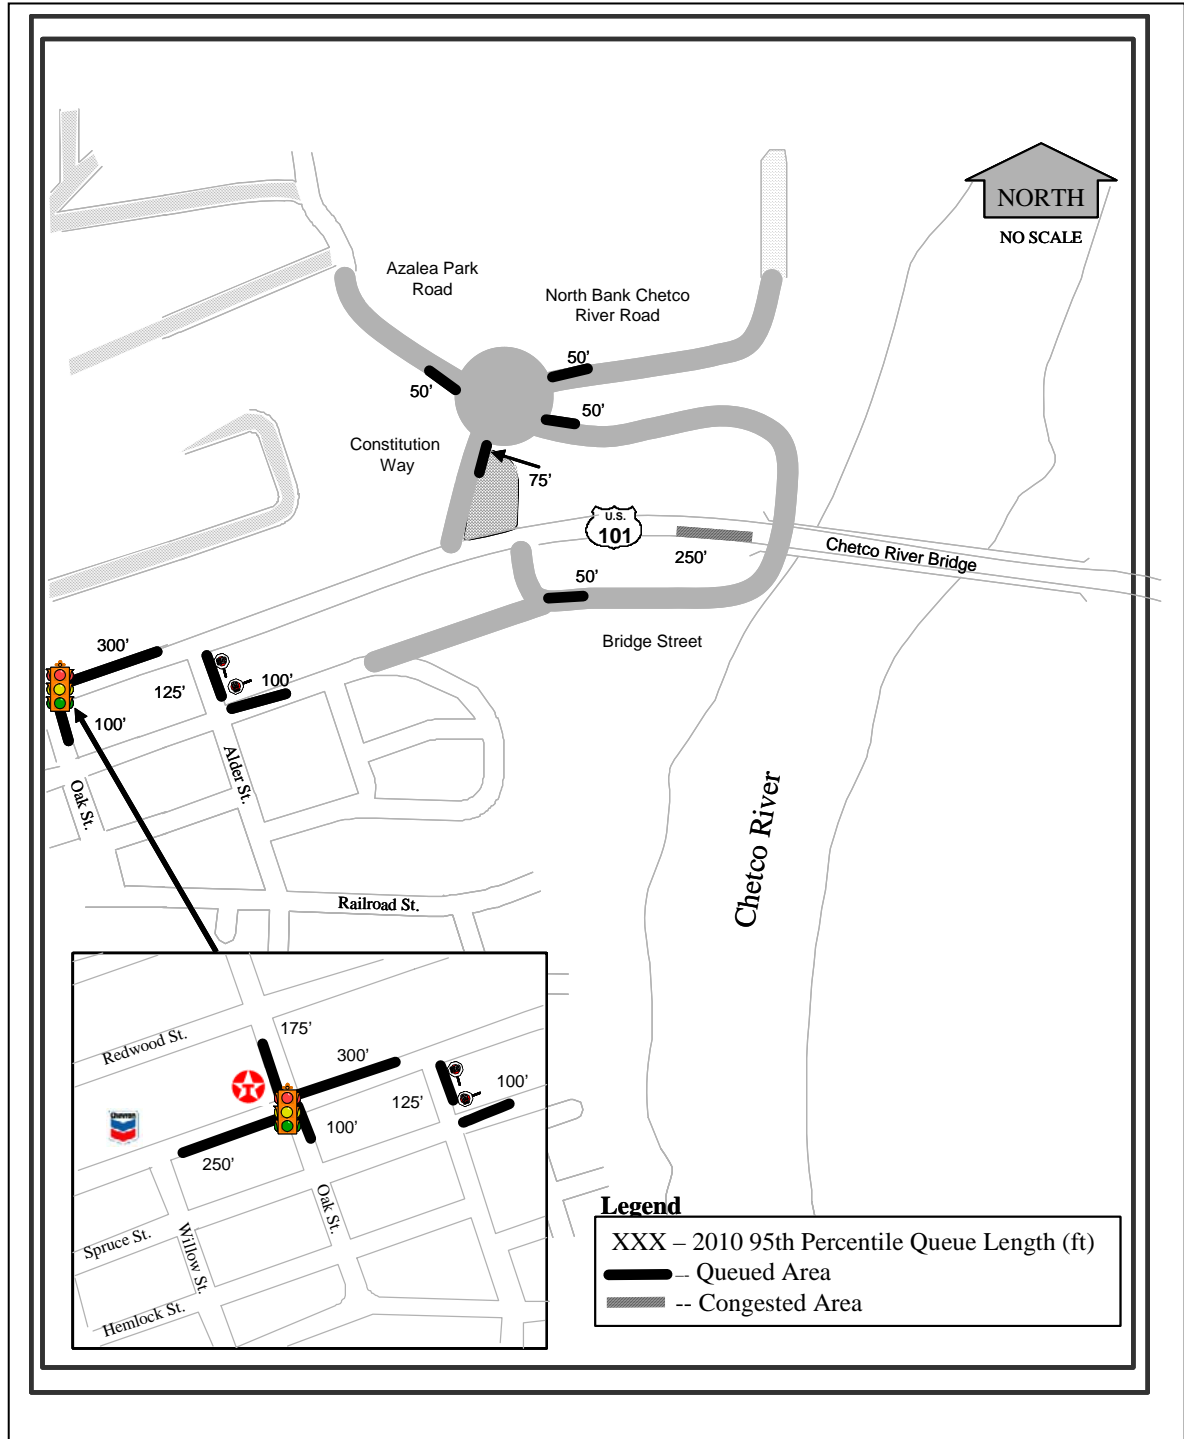 NORTH
NO SCALE
Azalea Park
Road
North Bank Chetco
River Road
50’
50’
50’
Constitution
Way
75’
U.S.
101
250’
Chetco River Bridge
50’
Bridge Street
300’
125’
100’
100’
Alder St.
Oak St.
Chetco River
Railroad St.
175’
Redwood St.
300’
100’
125’
Chevron
100’
250’
Oak St.
Willow St.
Spruce St.
Hemlock St.
Legend
XXX – 2010 95th Percentile Queue Length (ft)
-- Queued Area
-- Congested Area